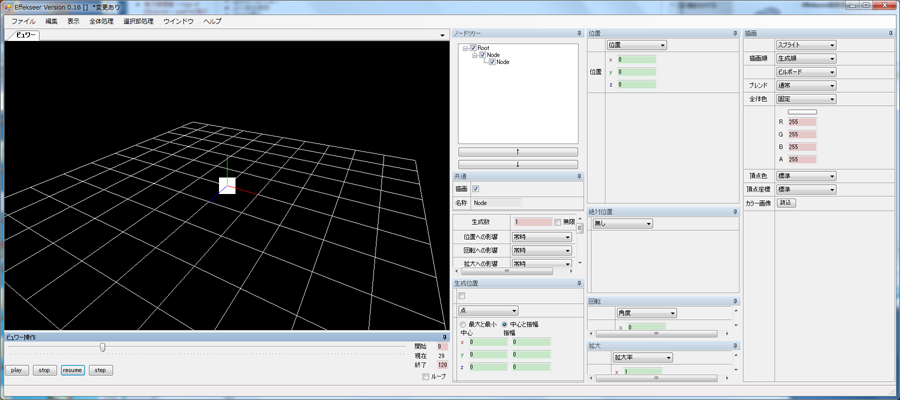 Effekseer Version 0.16 [] *変更あり
ファイル 編集 表示 全体処理 選択部処理 ウインドウ ヘルプ
ビュワー
ビュワー操作
開始 0
現在 29
終了 120
ループ
play stop resume step
ノードツリー
Root
Node
Node
↑
↓
共通
描画
名称 Node
生成数 1 無限
位置への影響 常時
回転への影響 常時
拡大への影響 常時
生成位置
点
最大と最小 中心と振幅
中心 振幅
x 0 0
y 0 0
z 0 0
位置
位置
位置
x 0
y 0
z 0
絶対位置
無し
回転
角度
x 0
拡大
拡大率
x 1
描画
スプライト
描画順 生成順
ビルボード
ブレンド 通常
全体色 固定
R 255
G 255
B 255
A 255
頂点色 標準
頂点座標 標準
カラー画像 読込